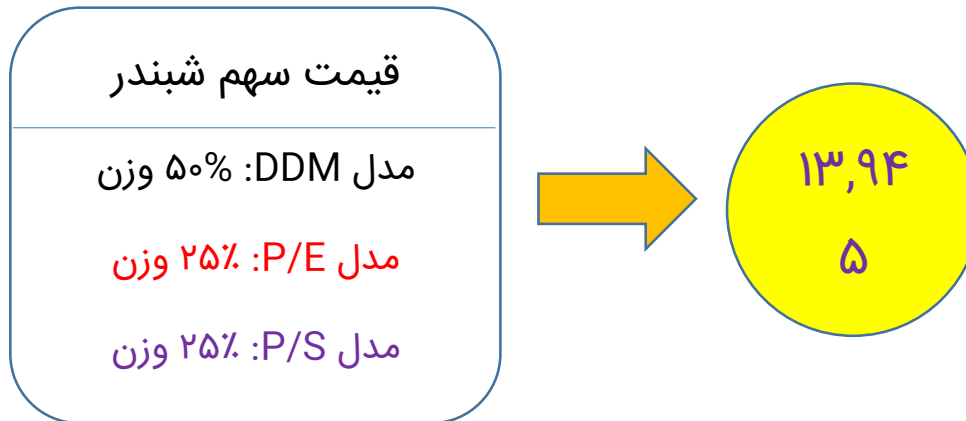 قیمت سهم شبندر
مدل DDM: %۵۰ وزن
مدل P/E: ۲۵٪ وزن
مدل P/S: ۲۵٪ وزن
۱۳,۹۴
۵